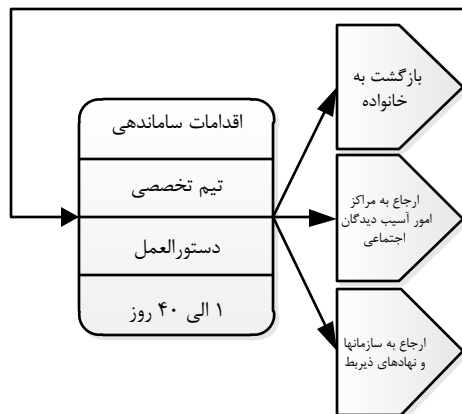 اقدامات ساماندهی
تیم تخصصی
دستورالعمل
۱ الی ۴۰ روز
بازگشت به
خانواده
ارجاع به مراکز
امور آسیب دیدگان
اجتماعی
ارجاع به سازمانها
و نهادهای ذیربط